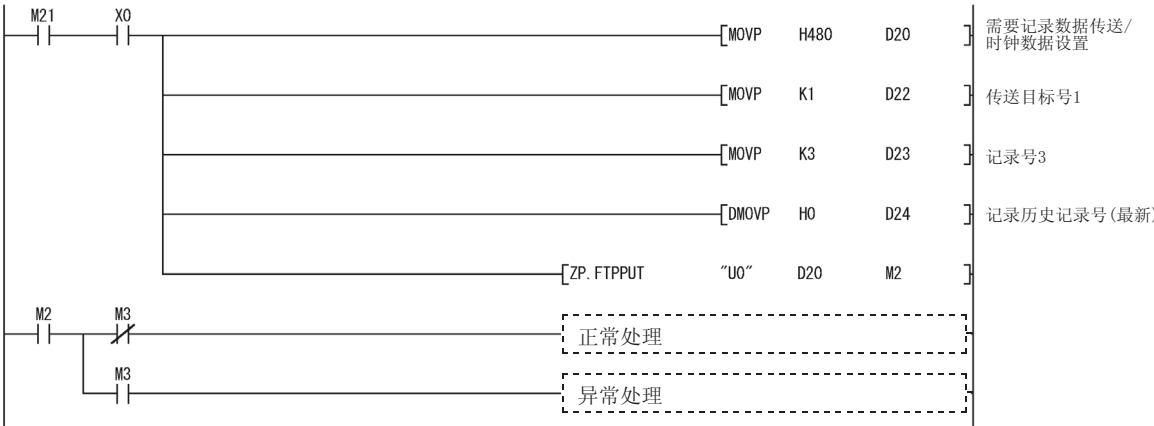 M21 X0
[MOVP H480 D20 ] 需要记录数据传送/
时钟数据设置
[MOVP K1 D22 ] 传送目标号1
[MOVP K3 D23 ] 记录号3
[DMOVP H0 D24 ] 记录历史记录号(最新)
[ZP.FTPPUT "U0" D20 M2 ]
M2 M3
正常处理
M3
异常处理